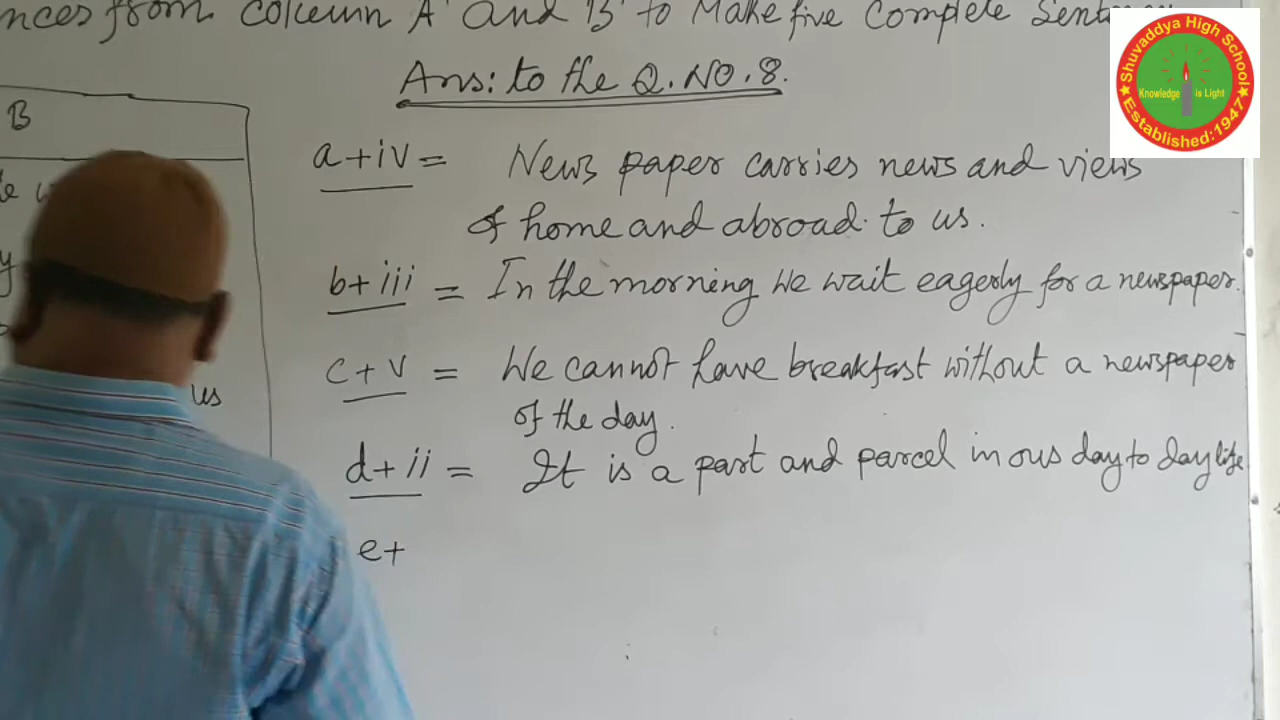 from Column A and B to Make five Complete
Ans: to the Q. NO. 8.
B
a+iv = News paper carries news and views
of home and abroad. to us.
b+iii = In the morning We wait eagerly for a newspaper.
c+v = We cannot have breakfast without a newspaper
of the day.
us
d+ii = It is a part and parcel in our day to day life
e+
Shuvaddya High School
Knowledge is Light
Established: 1947